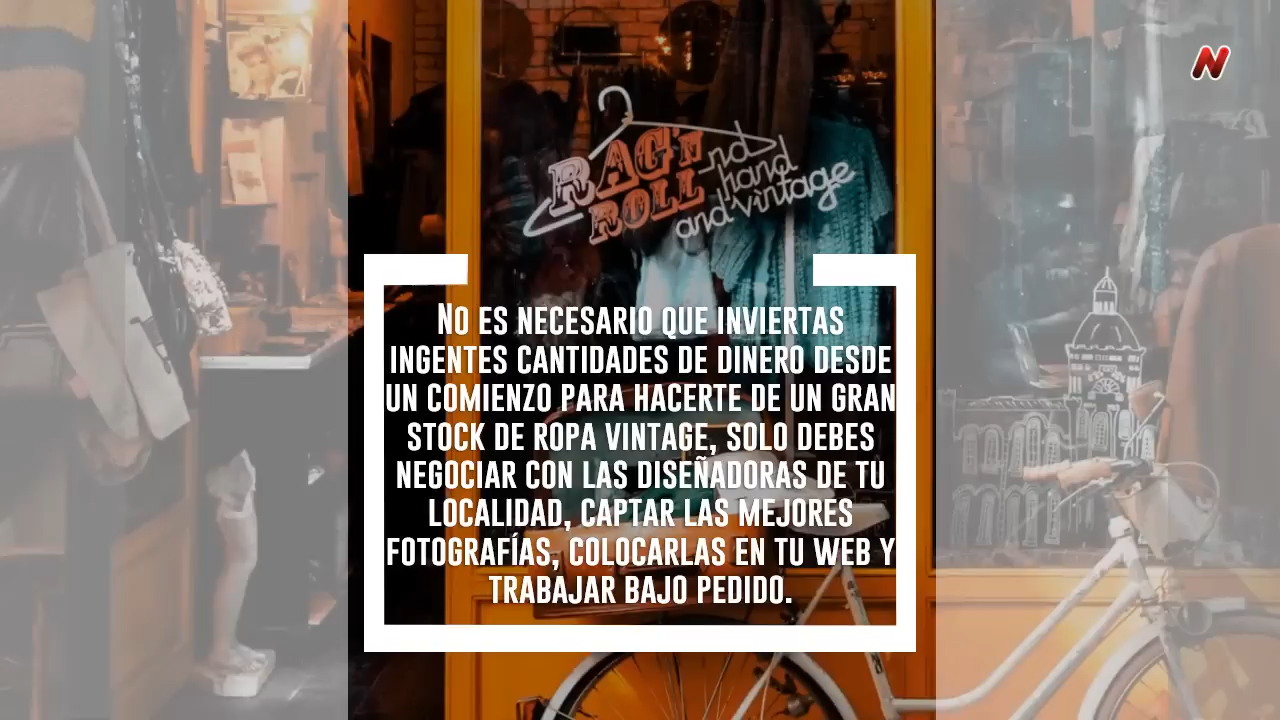 N
RAG'N
ROLL
nd
hand
and vintage
No es necesario que inviertas
ingentes cantidades de dinero desde
un comienzo para hacerte de un gran
stock de ropa vintage, solo debes
negociar con las diseñadoras de tu
localidad, captar las mejores
fotografías, colocarlas en tu web y
trabajar bajo pedido.